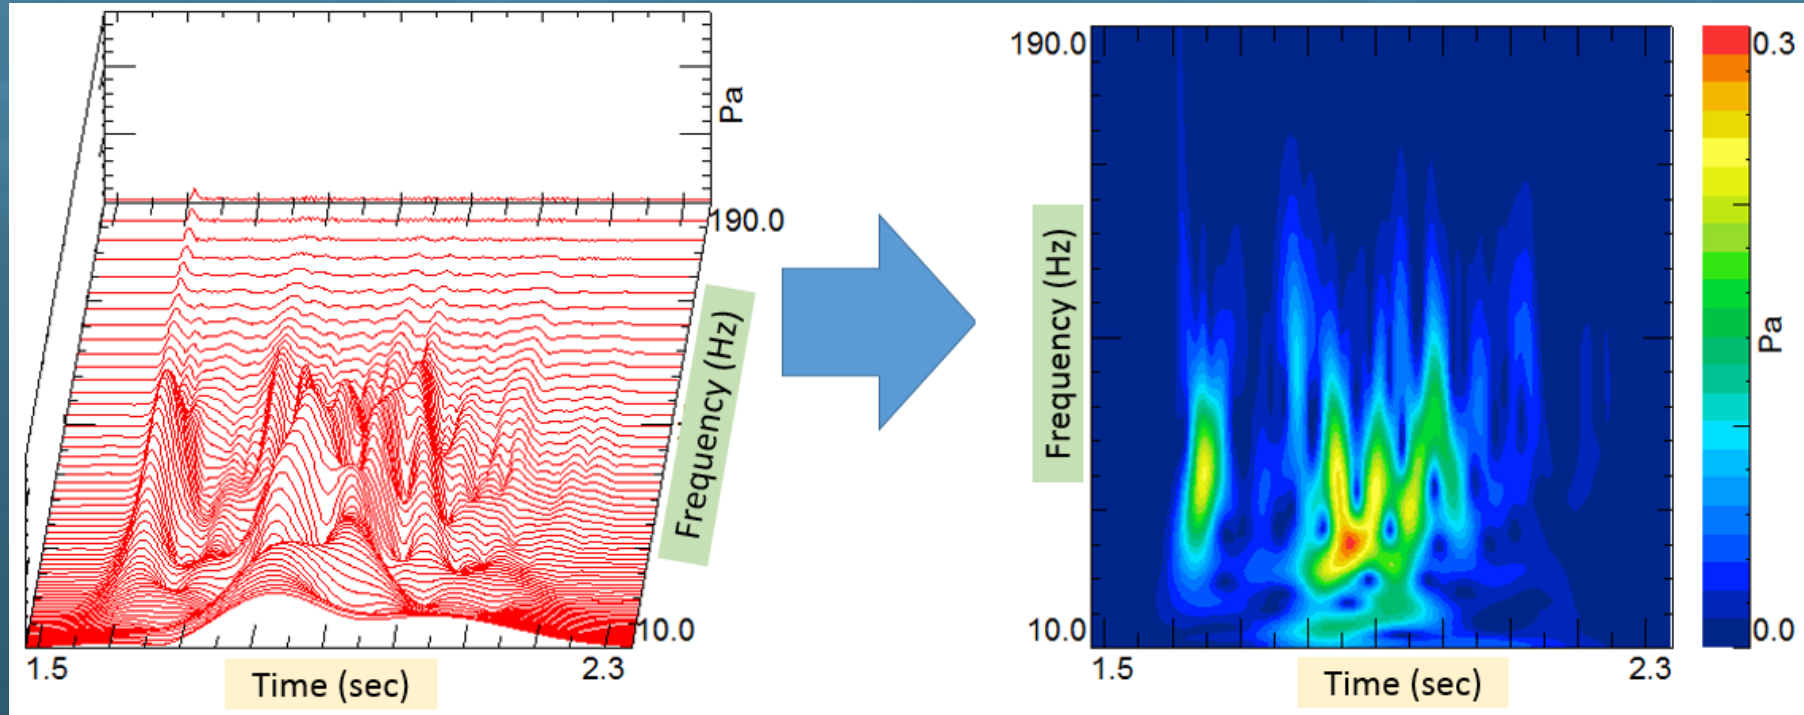 Pa
190.0
Frequency (Hz)
10.0
1.5
2.3
Time (sec)
190.0
Frequency (Hz)
10.0
1.5
2.3
Time (sec)
0.3
Pa
0.0